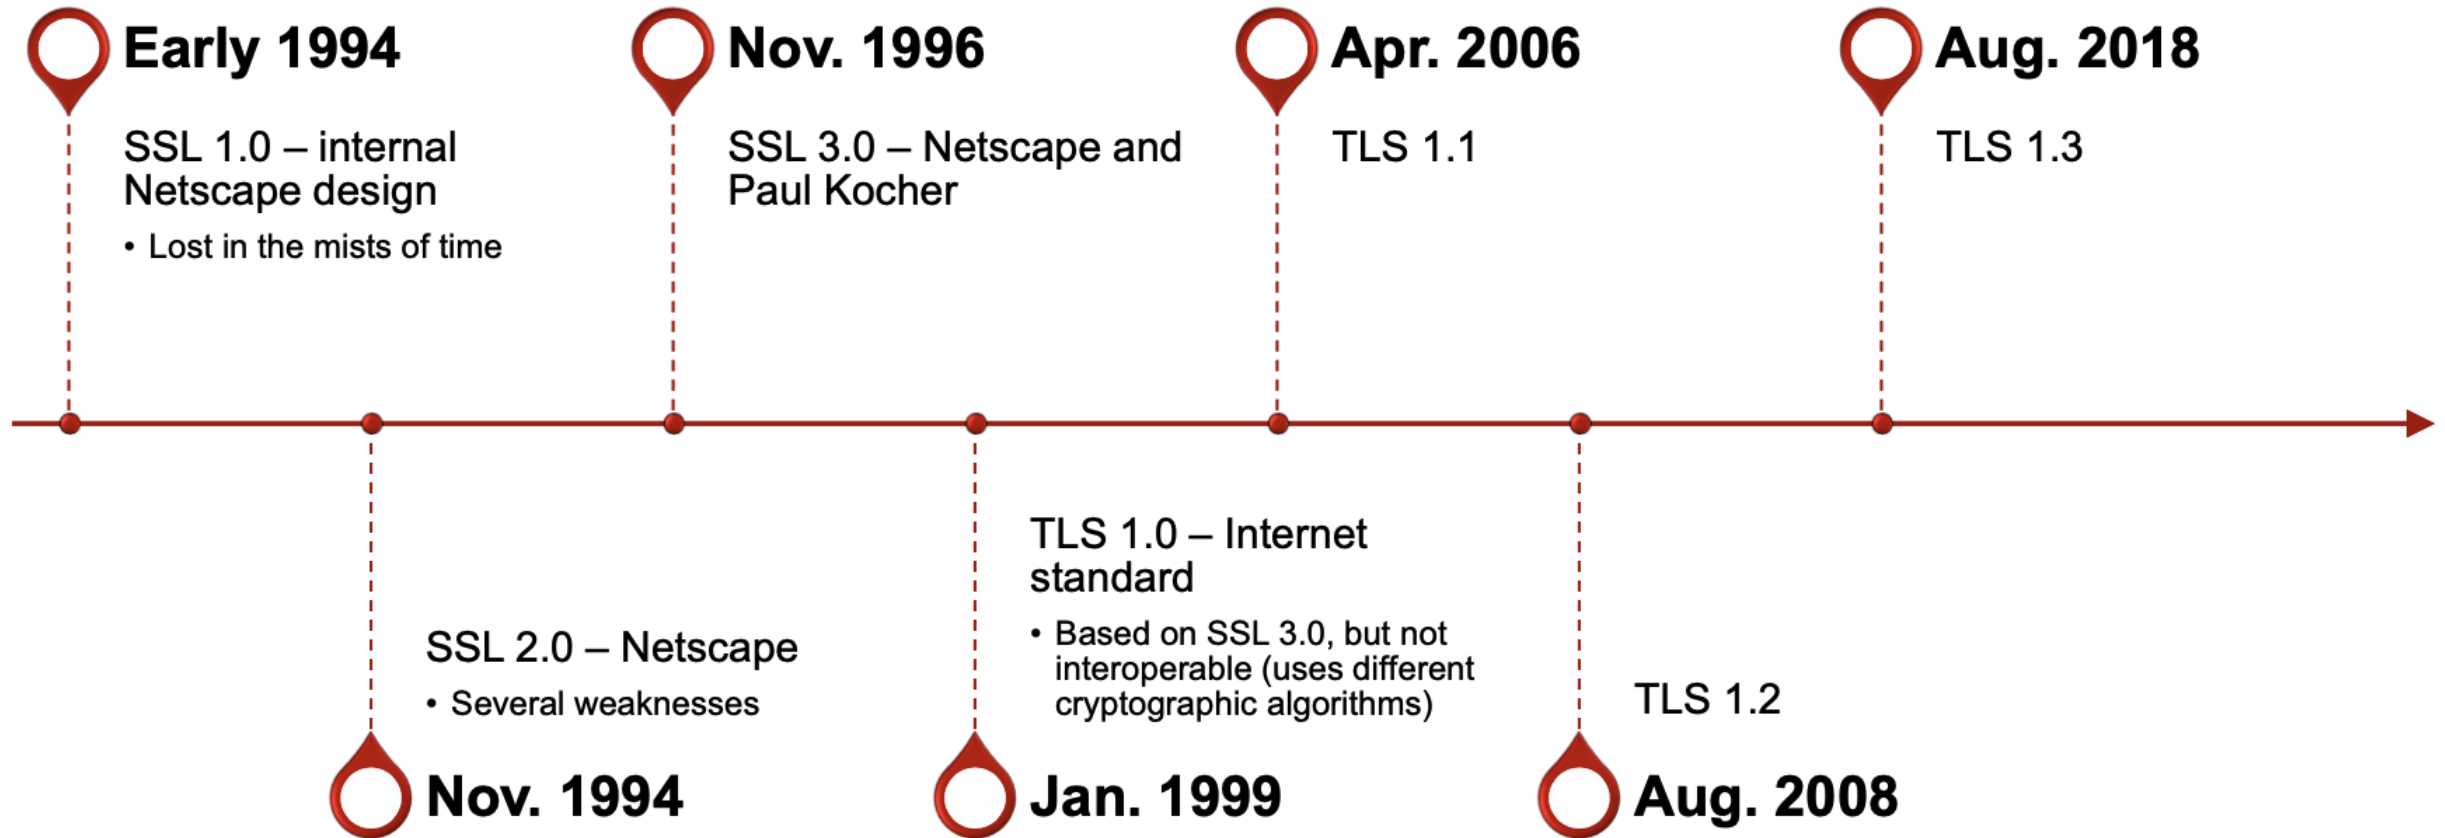 Early 1994
SSL 1.0 – internal
Netscape design
• Lost in the mists of time
Nov. 1996
SSL 3.0 – Netscape and
Paul Kocher
Apr. 2006
TLS 1.1
Aug. 2018
TLS 1.3
SSL 2.0 – Netscape
• Several weaknesses
Nov. 1994
TLS 1.0 – Internet
standard
• Based on SSL 3.0, but not
interoperable (uses different
cryptographic algorithms)
Jan. 1999
TLS 1.2
Aug. 2008